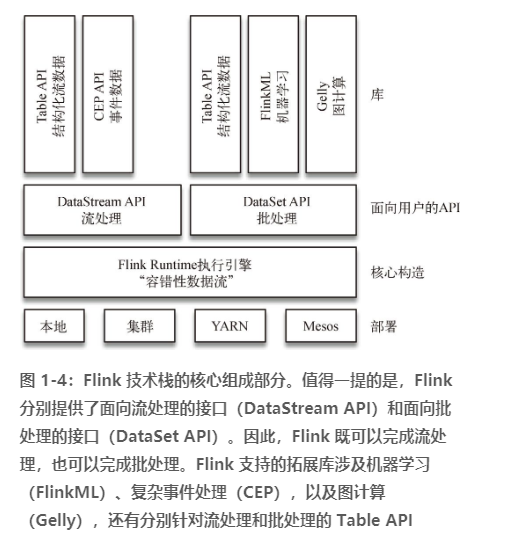 Table API
结构化流数据
CEP API
事件数据
Table API
结构化流数据
FlinkML
机器学习
Gelly
图计算
库
DataStream API
流处理
DataSet API
批处理
面向用户的API
Flink Runtime执行引擎
“容错性数据流”
核心构造
本地
集群
YARN
Mesos
部署
图 1-4：Flink 技术栈的核心组成部分。值得一提的是，Flink
分别提供了面向流处理的接口（DataStream API）和面向批
处理的接口（DataSet API）。因此，Flink 既可以完成流处
理，也可以完成批处理。Flink 支持的拓展库涉及机器学习
（FlinkML）、复杂事件处理（CEP），以及图计算
（Gelly），还有分别针对流处理和批处理的 Table API